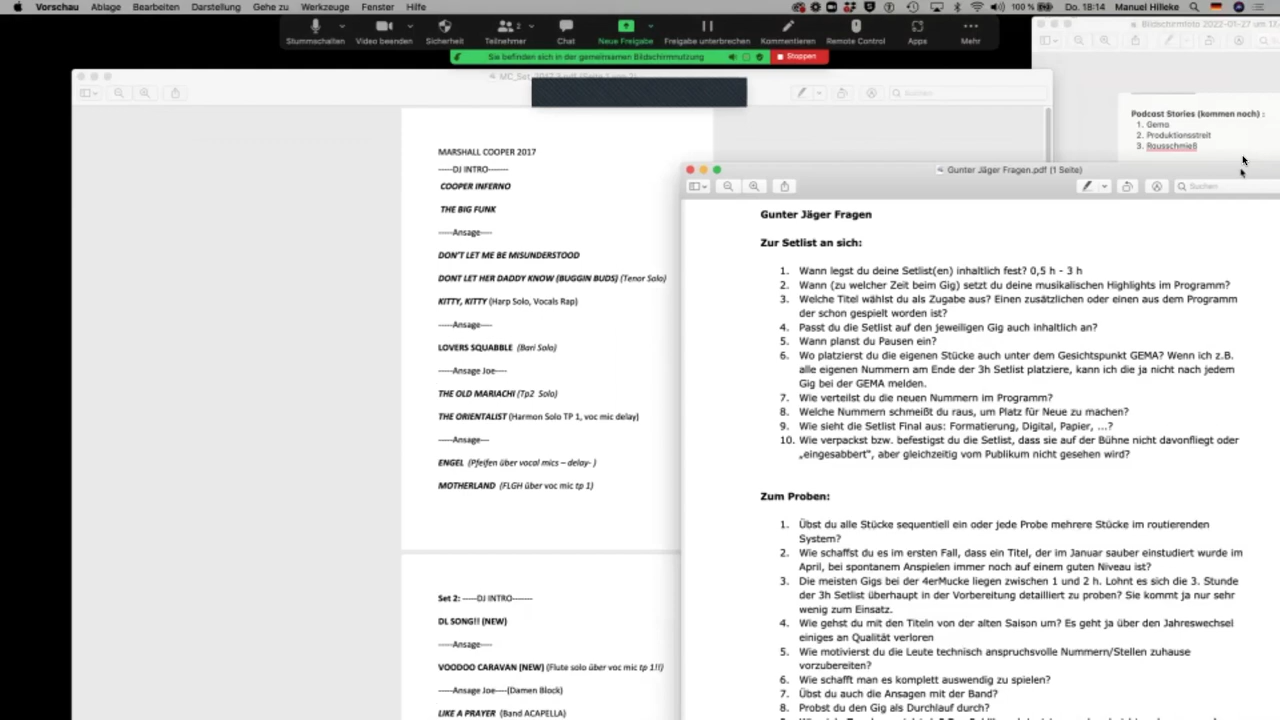 Vorschau Ablage Bearbeiten Darstellung Gehe zu Werkzeuge Fenster Hilfe
100 % Do. 18:14 Manuel Hilleke
Stummschalten Video beenden Sicherheit Teilnehmer 2 Chat Neue Freigabe Freigabe unterbrechen Kommentieren Remote Control Apps Mehr
Sie befinden sich in der gemeinsamen Bildschirmnutzung Stoppen
Bildschirmfoto 2022-01-27 um
Suchen
Podcast Stories (kommen noch) :
1. Gema
2. Produktionsstreit
3. Rausschmieß
MARSHALL COOPER 2017
-----DJ INTRO-------
COOPER INFERNO
THE BIG FUNK
-----Ansage----
DON'T LET ME BE MISUNDERSTOOD
DONT LET HER DADDY KNOW (BUGGIN BUDS) (Tenor Solo)
KITTY, KITTY (Harp Solo, Vocals Rap)
-----Ansage----
LOVERS SQUABBLE (Bari Solo)
-----Ansage Joe----
THE OLD MARIACHI (Tp2 Solo)
THE ORIENTALIST (Harmon Solo TP 1, voc mic delay)
-----Ansage---
ENGEL (Pfeifen über vocal mics – delay- )
MOTHERLAND (FLGH über voc mic tp 1)
Set 2: -----DJ INTRO-------
DL SONG!! (NEW)
-----Ansage----
VOODOO CARAVAN (NEW) (Flute solo über voc mic tp 1!!)
-----Ansage Joe----(Damen Block)
LIKE A PRAYER (Band ACAPELLA)
Gunter Jäger Fragen.pdf (1 Seite)
Suchen
Gunter Jäger Fragen
Zur Setlist an sich:
1. Wann legst du deine Setlist(en) inhaltlich fest? 0,5 h - 3 h
2. Wann (zu welcher Zeit beim Gig) setzt du deine musikalischen Highlights im Programm?
3. Welche Titel wählst du als Zugabe aus? Einen zusätzlichen oder einen aus dem Programm
der schon gespielt worden ist?
4. Passt du die Setlist auf den jeweiligen Gig auch inhaltlich an?
5. Wann planst du Pausen ein?
6. Wo platzierst du die eigenen Stücke auch unter dem Gesichtspunkt GEMA? Wenn ich z.B.
alle eigenen Nummern am Ende der 3h Setlist platziere, kann ich die ja nicht nach jedem
Gig bei der GEMA melden.
7. Wie verteilst du die neuen Nummern im Programm?
8. Welche Nummern schmeißt du raus, um Platz für Neue zu machen?
9. Wie sieht die Setlist Final aus: Formatierung, Digital, Papier, ...?
10. Wie verpackst bzw. befestigst du die Setlist, dass sie auf der Bühne nicht davonfliegt oder
„eingesabbert", aber gleichzeitig vom Publikum nicht gesehen wird?
Zum Proben:
1. Übst du alle Stücke sequentiell ein oder jede Probe mehrere Stücke im routierenden
System?
2. Wie schaffst du es im ersten Fall, dass ein Titel, der im Januar sauber einstudiert wurde im
April, bei spontanem Anspielen immer noch auf einem guten Niveau ist?
3. Die meisten Gigs bei der 4erMucke liegen zwischen 1 und 2 h. Lohnt es sich die 3. Stunde
der 3h Setlist überhaupt in der Vorbereitung detailliert zu proben? Sie kommt ja nur sehr
wenig zum Einsatz.
4. Wie gehst du mit den Titeln von der alten Saison um? Es geht ja über den Jahreswechsel
einiges an Qualität verloren
5. Wie motivierst du die Leute technisch anspruchsvolle Nummern/Stellen zuhause
vorzubereiten?
6. Wie schafft man es komplett auswendig zu spielen?
7. Übst du auch die Ansagen mit der Band?
8. Probst du den Gig als Durchlauf durch?